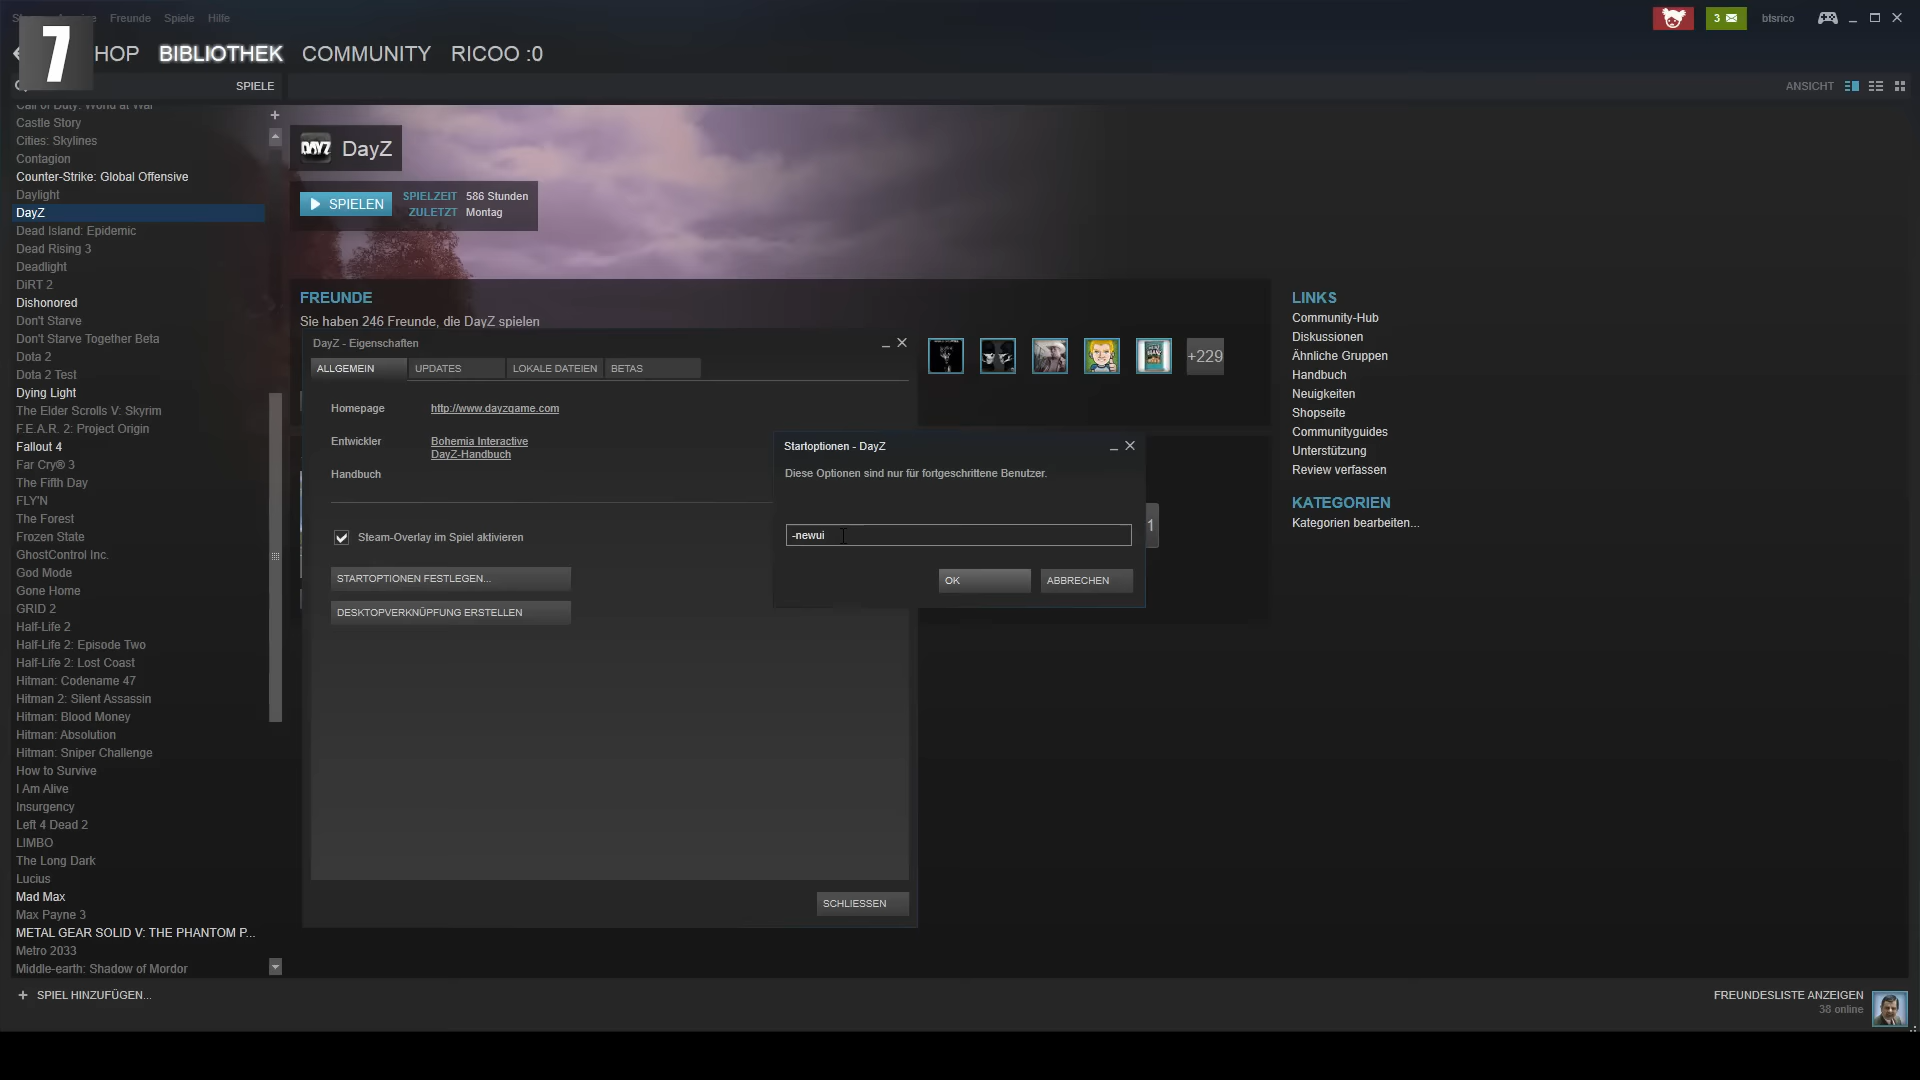 Freunde Spiele Hilfe
3 btsrico
7
HOP BIBLIOTHEK COMMUNITY RICOO :0
SPIELE
ANSICHT
Call of Duty: World at War
Castle Story
Cities: Skylines
Contagion
Counter-Strike: Global Offensive
Daylight
DayZ
Dead Island: Epidemic
Dead Rising 3
Deadlight
DiRT 2
Dishonored
Don't Starve
Don't Starve Together Beta
Dota 2
Dota 2 Test
Dying Light
The Elder Scrolls V: Skyrim
F.E.A.R. 2: Project Origin
Fallout 4
Far Cry® 3
The Fifth Day
FLY'N
The Forest
Frozen State
GhostControl Inc.
God Mode
Gone Home
GRID 2
Half-Life 2
Half-Life 2: Episode Two
Half-Life 2: Lost Coast
Hitman: Codename 47
Hitman 2: Silent Assassin
Hitman: Blood Money
Hitman: Absolution
Hitman: Sniper Challenge
How to Survive
I Am Alive
Insurgency
Left 4 Dead 2
LIMBO
The Long Dark
Lucius
Mad Max
Max Payne 3
METAL GEAR SOLID V: THE PHANTOM P...
Metro 2033
Middle-earth: Shadow of Mordor
+ SPIEL HINZUFÜGEN...
DAYZ DayZ
SPIELEN
SPIELZEIT 586 Stunden
ZULETZT Montag
FREUNDE
Sie haben 246 Freunde, die DayZ spielen
+229
DayZ - Eigenschaften
ALLGEMEIN UPDATES LOKALE DATEIEN BETAS
Homepage http://www.dayzgame.com
Entwickler Bohemia Interactive
DayZ-Handbuch
Handbuch
Steam-Overlay im Spiel aktivieren
STARTOPTIONEN FESTLEGEN...
DESKTOPVERKNÜPFUNG ERSTELLEN
SCHLIESSEN
Startoptionen - DayZ
Diese Optionen sind nur für fortgeschrittene Benutzer.
-newui
OK ABBRECHEN
1
LINKS
Community-Hub
Diskussionen
Ähnliche Gruppen
Handbuch
Neuigkeiten
Shopseite
Communityguides
Unterstützung
Review verfassen
KATEGORIEN
Kategorien bearbeiten...
FREUNDESLISTE ANZEIGEN
38 online